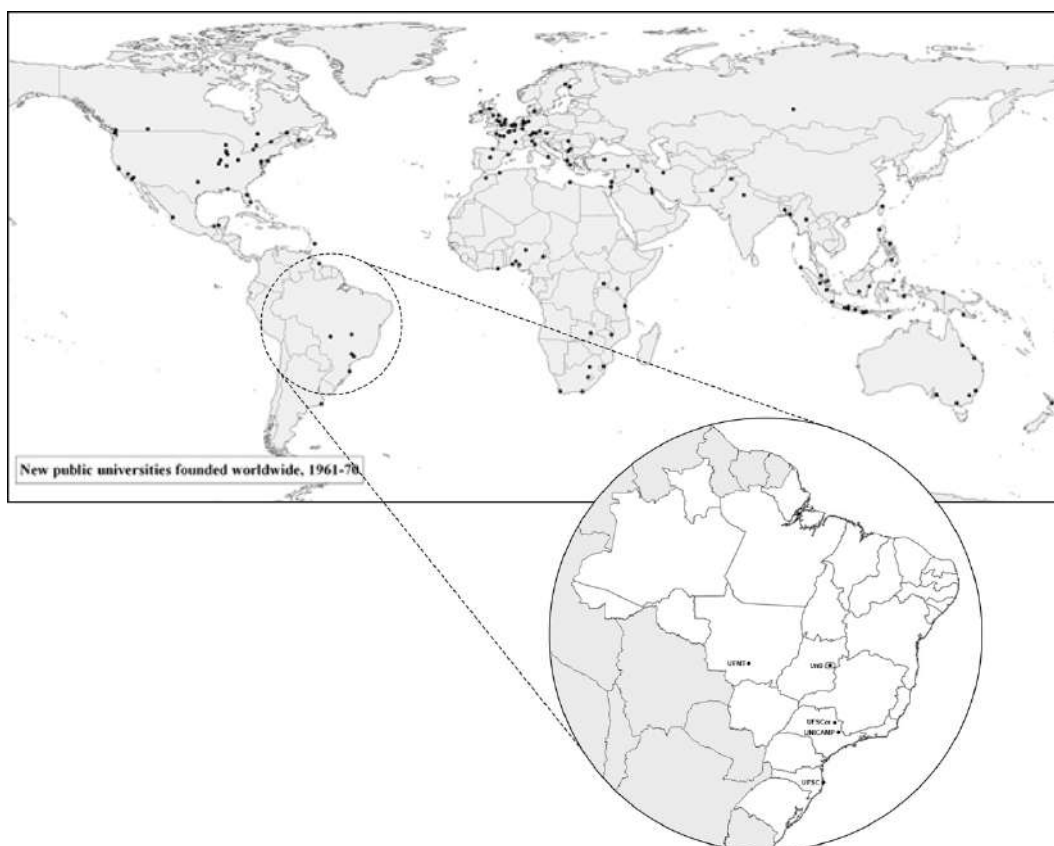 New public universities founded worldwide, 1961-70
UFMT
UnB
UFSCar
UNICAMP
UFSC